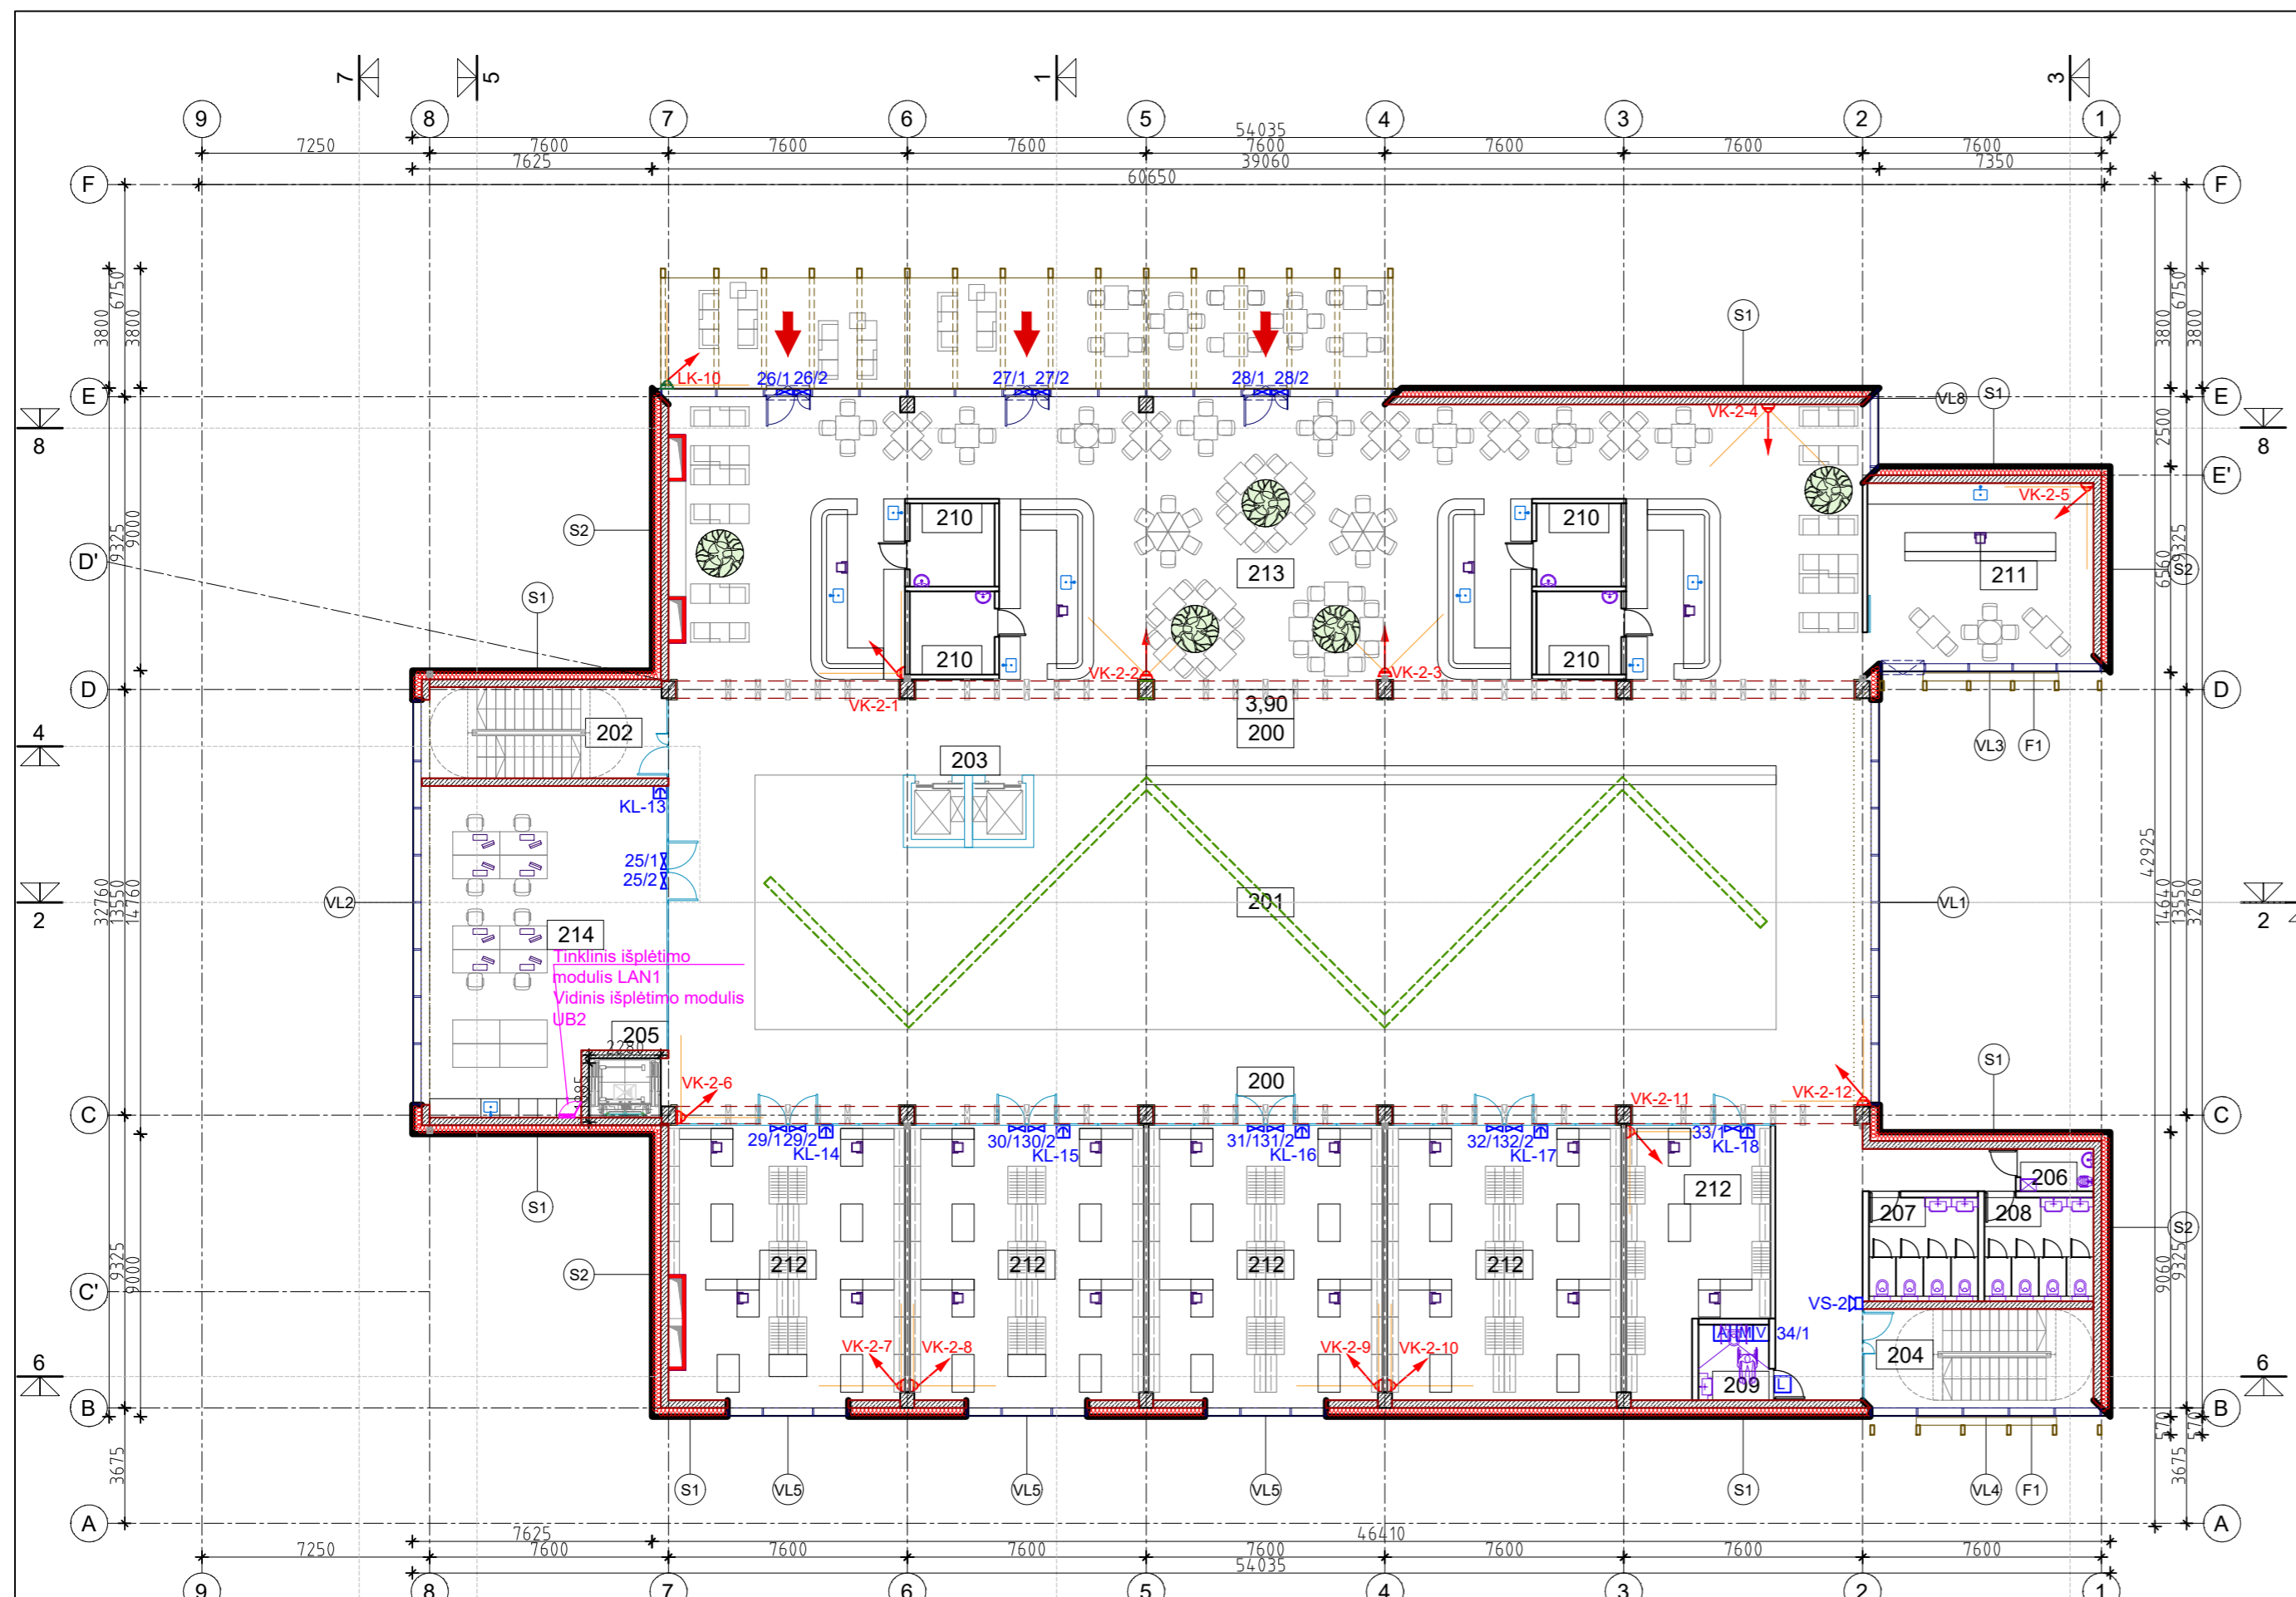 7
5
1
3
9
8
7
6
5
4
3
2
1
54035
7250
7600
7600
7600
7600
7600
7600
7600
7625
39060
7350
60650
F
F
3800
6750
3800
3800
6750
3800
S1
LK-10
26/1
26/2
27/1
27/2
28/1
28/2
E
VK-2-4
VL8
S1
E
8
2500
8
E'
VK-2-5
210
210
S2
9325
9000
D'
213
211
6560
9325
S2
S1
210
210
VK-2-2
VK-2-3
D
VK-2-1
3,90
D
202
200
4
VL3
F1
203
KL-13
25/1
25/2
42925
32760
13550
14760
VL2
201
VL1
14640
13550
32760
2
2
214
Tinklinis išplėtimo
modulis LAN1
Vidinis išplėtimo modulis
UB2
205
2280
S1
VK-2-6
200
VK-2-11
VK-2-12
C
C
29/1
29/2
30/1
30/2
31/1
31/2
32/1
32/2
33/1
KL-14
KL-15
KL-16
KL-17
KL-18
206
212
S1
207
208
S2
9325
9000
S2
212
212
212
212
9060
9325
C'
VS-2
A
M
V
34/1
VK-2-7
VK-2-8
VK-2-9
VK-2-10
204
6
6
209
L
B
B
570
570
3675
3675
S1
VL5
VL5
VL5
S1
VL4
F1
A
A
7625
46410
7250
7600
7600
7600
7600
7600
7600
7600
54035
9
8
7
6
5
4
3
2
1